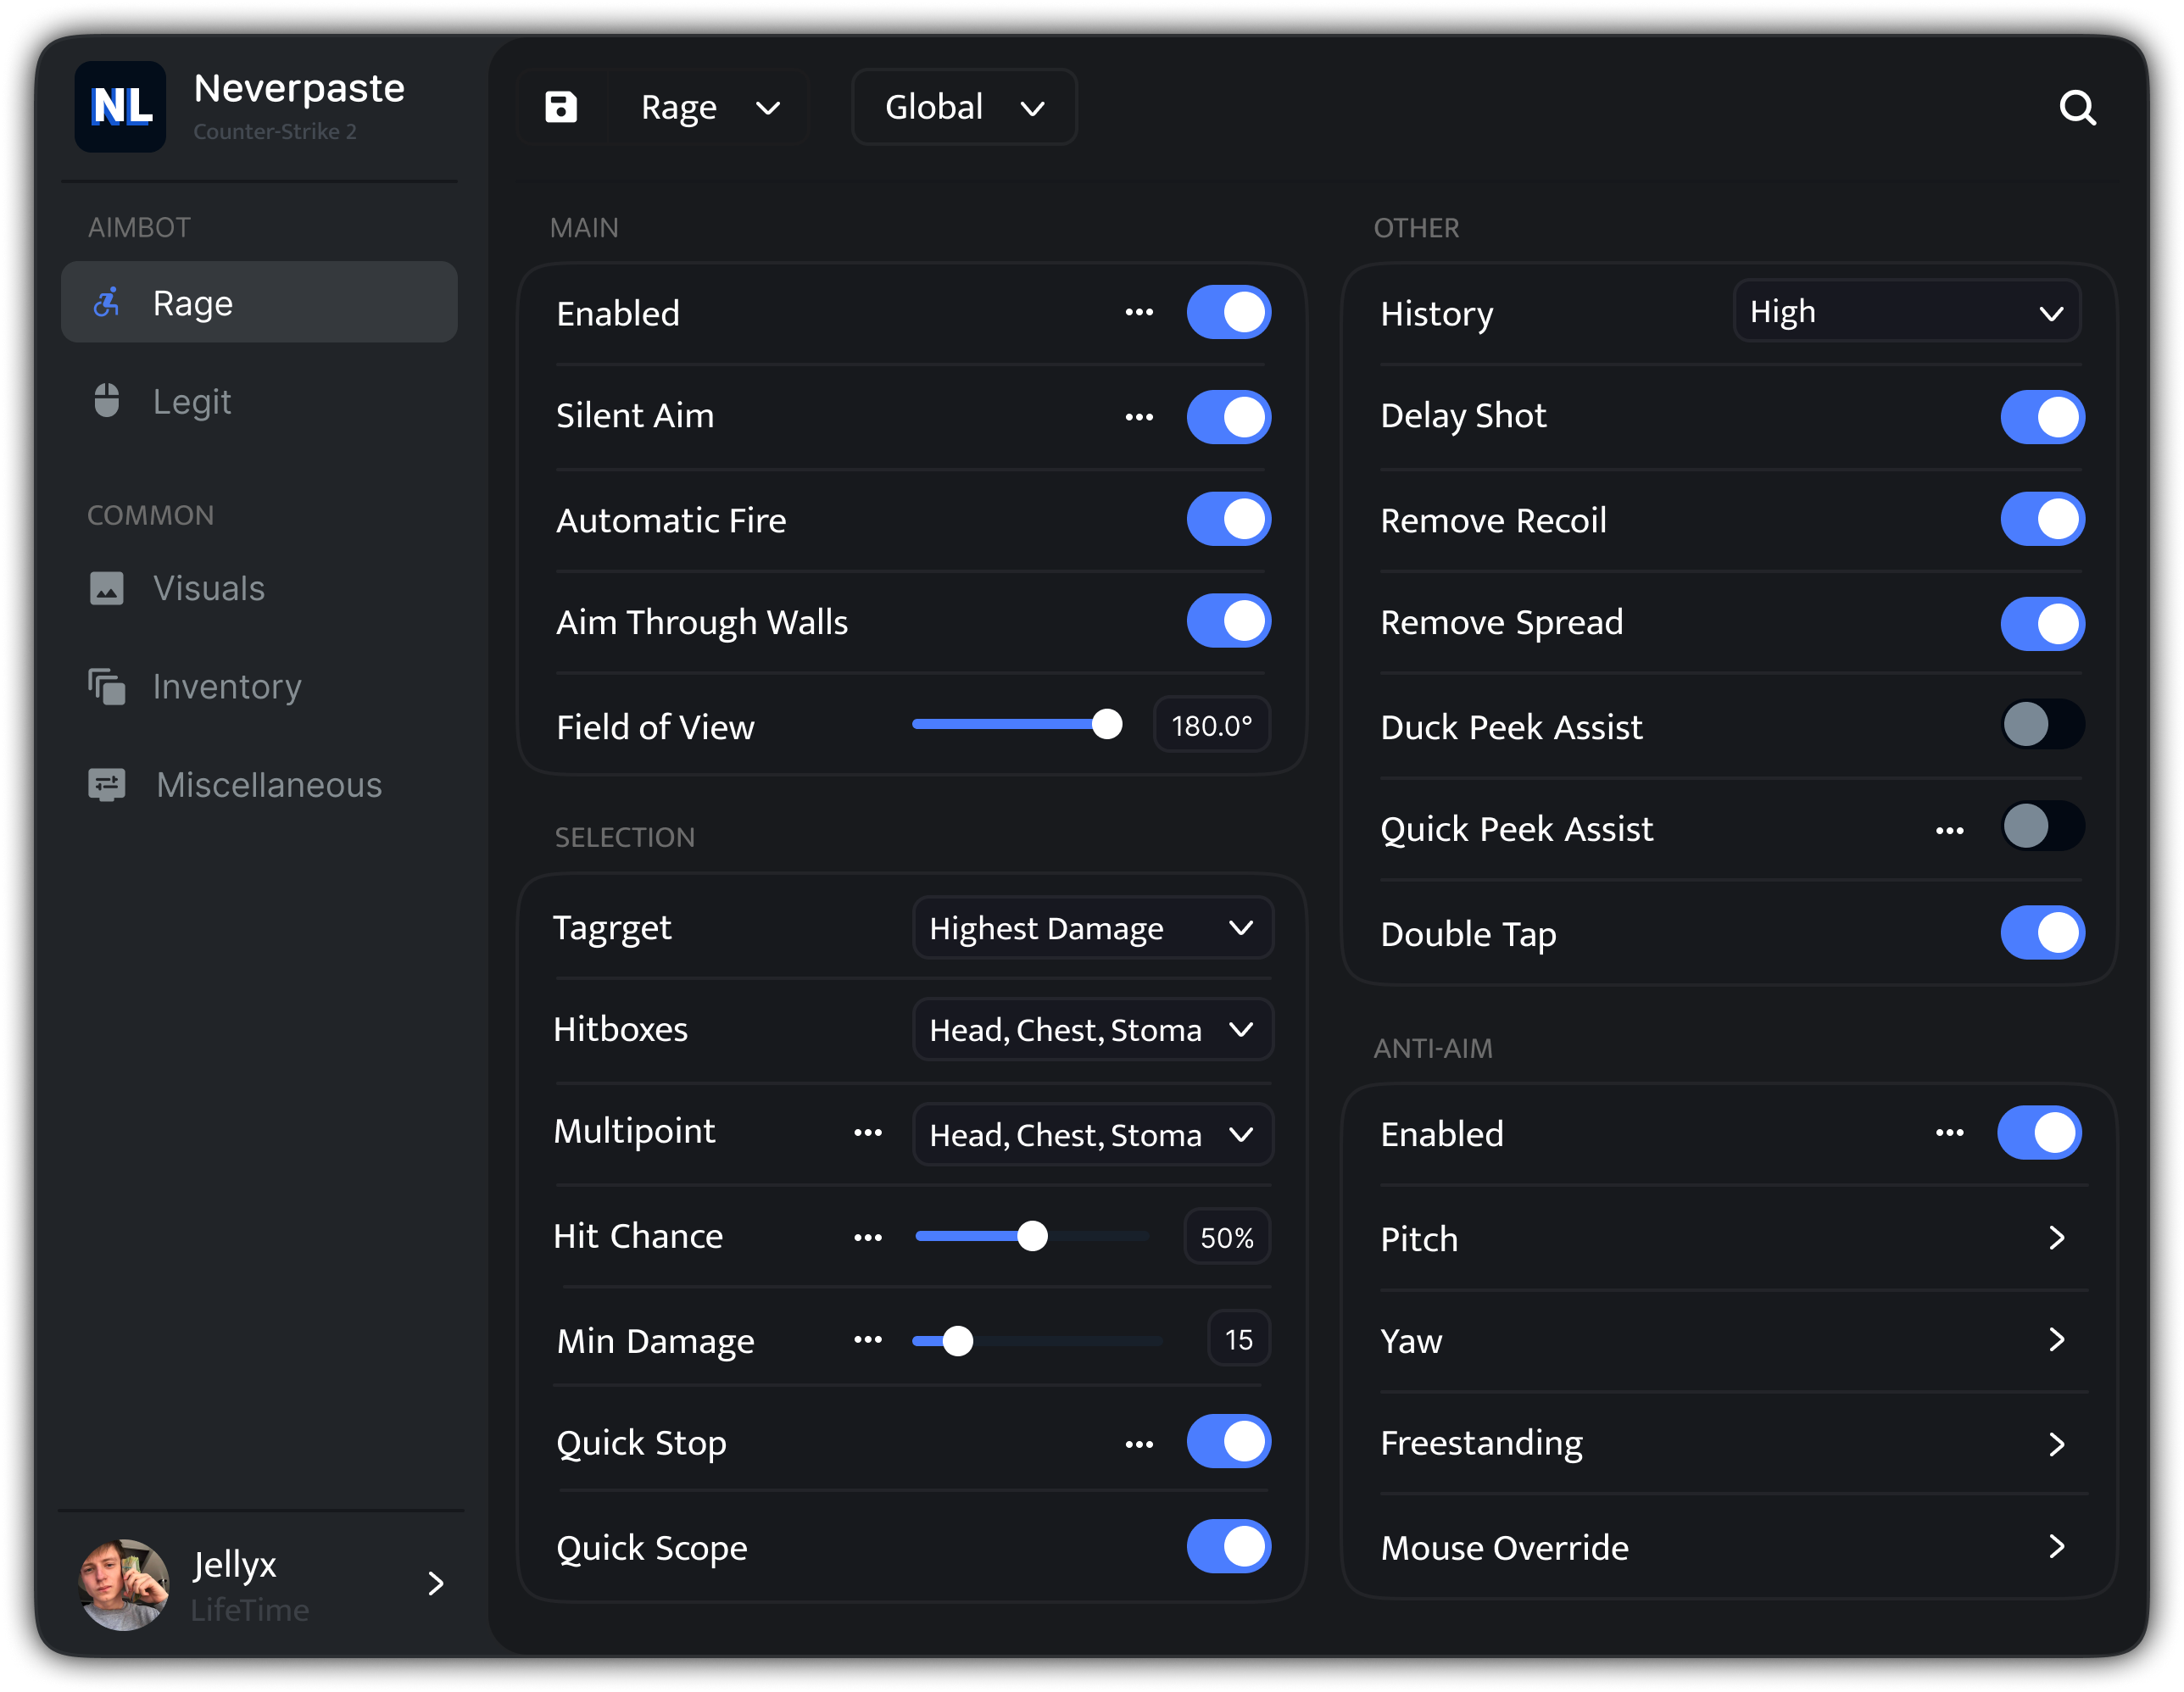 NL
Neverpaste
Counter-Strike 2
AIMBOT
Rage
Legit
COMMON
Visuals
Inventory
Miscellaneous
Jellyx
LifeTime
Rage
Global
MAIN
Enabled
Silent Aim
Automatic Fire
Aim Through Walls
Field of View
180.0°
SELECTION
Tagrget
Highest Damage
Hitboxes
Head, Chest, Stoma
Multipoint
Head, Chest, Stoma
Hit Chance
50%
Min Damage
15
Quick Stop
Quick Scope
OTHER
History
High
Delay Shot
Remove Recoil
Remove Spread
Duck Peek Assist
Quick Peek Assist
Double Tap
ANTI-AIM
Enabled
Pitch
Yaw
Freestanding
Mouse Override